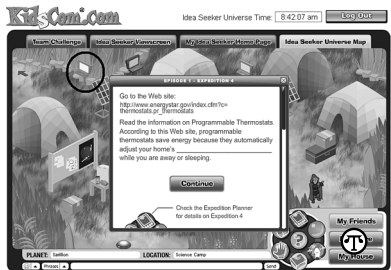 KidsCom.Com
Idea Seeker Universe Time: 8:42:07 am
Log Out
Team Challenge
Idea Seeker Viewscreen
My Idea Seeker Home Page
Idea Seeker Universe Map
EPISODE 1 - EXPEDITION 4
Go to the Web site:
http://www.energystar.gov/index.cfm?c=
thermostats.pr_thermostats
Read the information on Programmable Thermostats.
According to this Web site, programmable
thermostats save energy because they automatically
adjust your home's
while you are away or sleeping.
Continue
Check the Expedition Planner
for details on Expedition 4
My Friends
My House
PLANET:
LOCATION: Science Camp
Phrases
Send